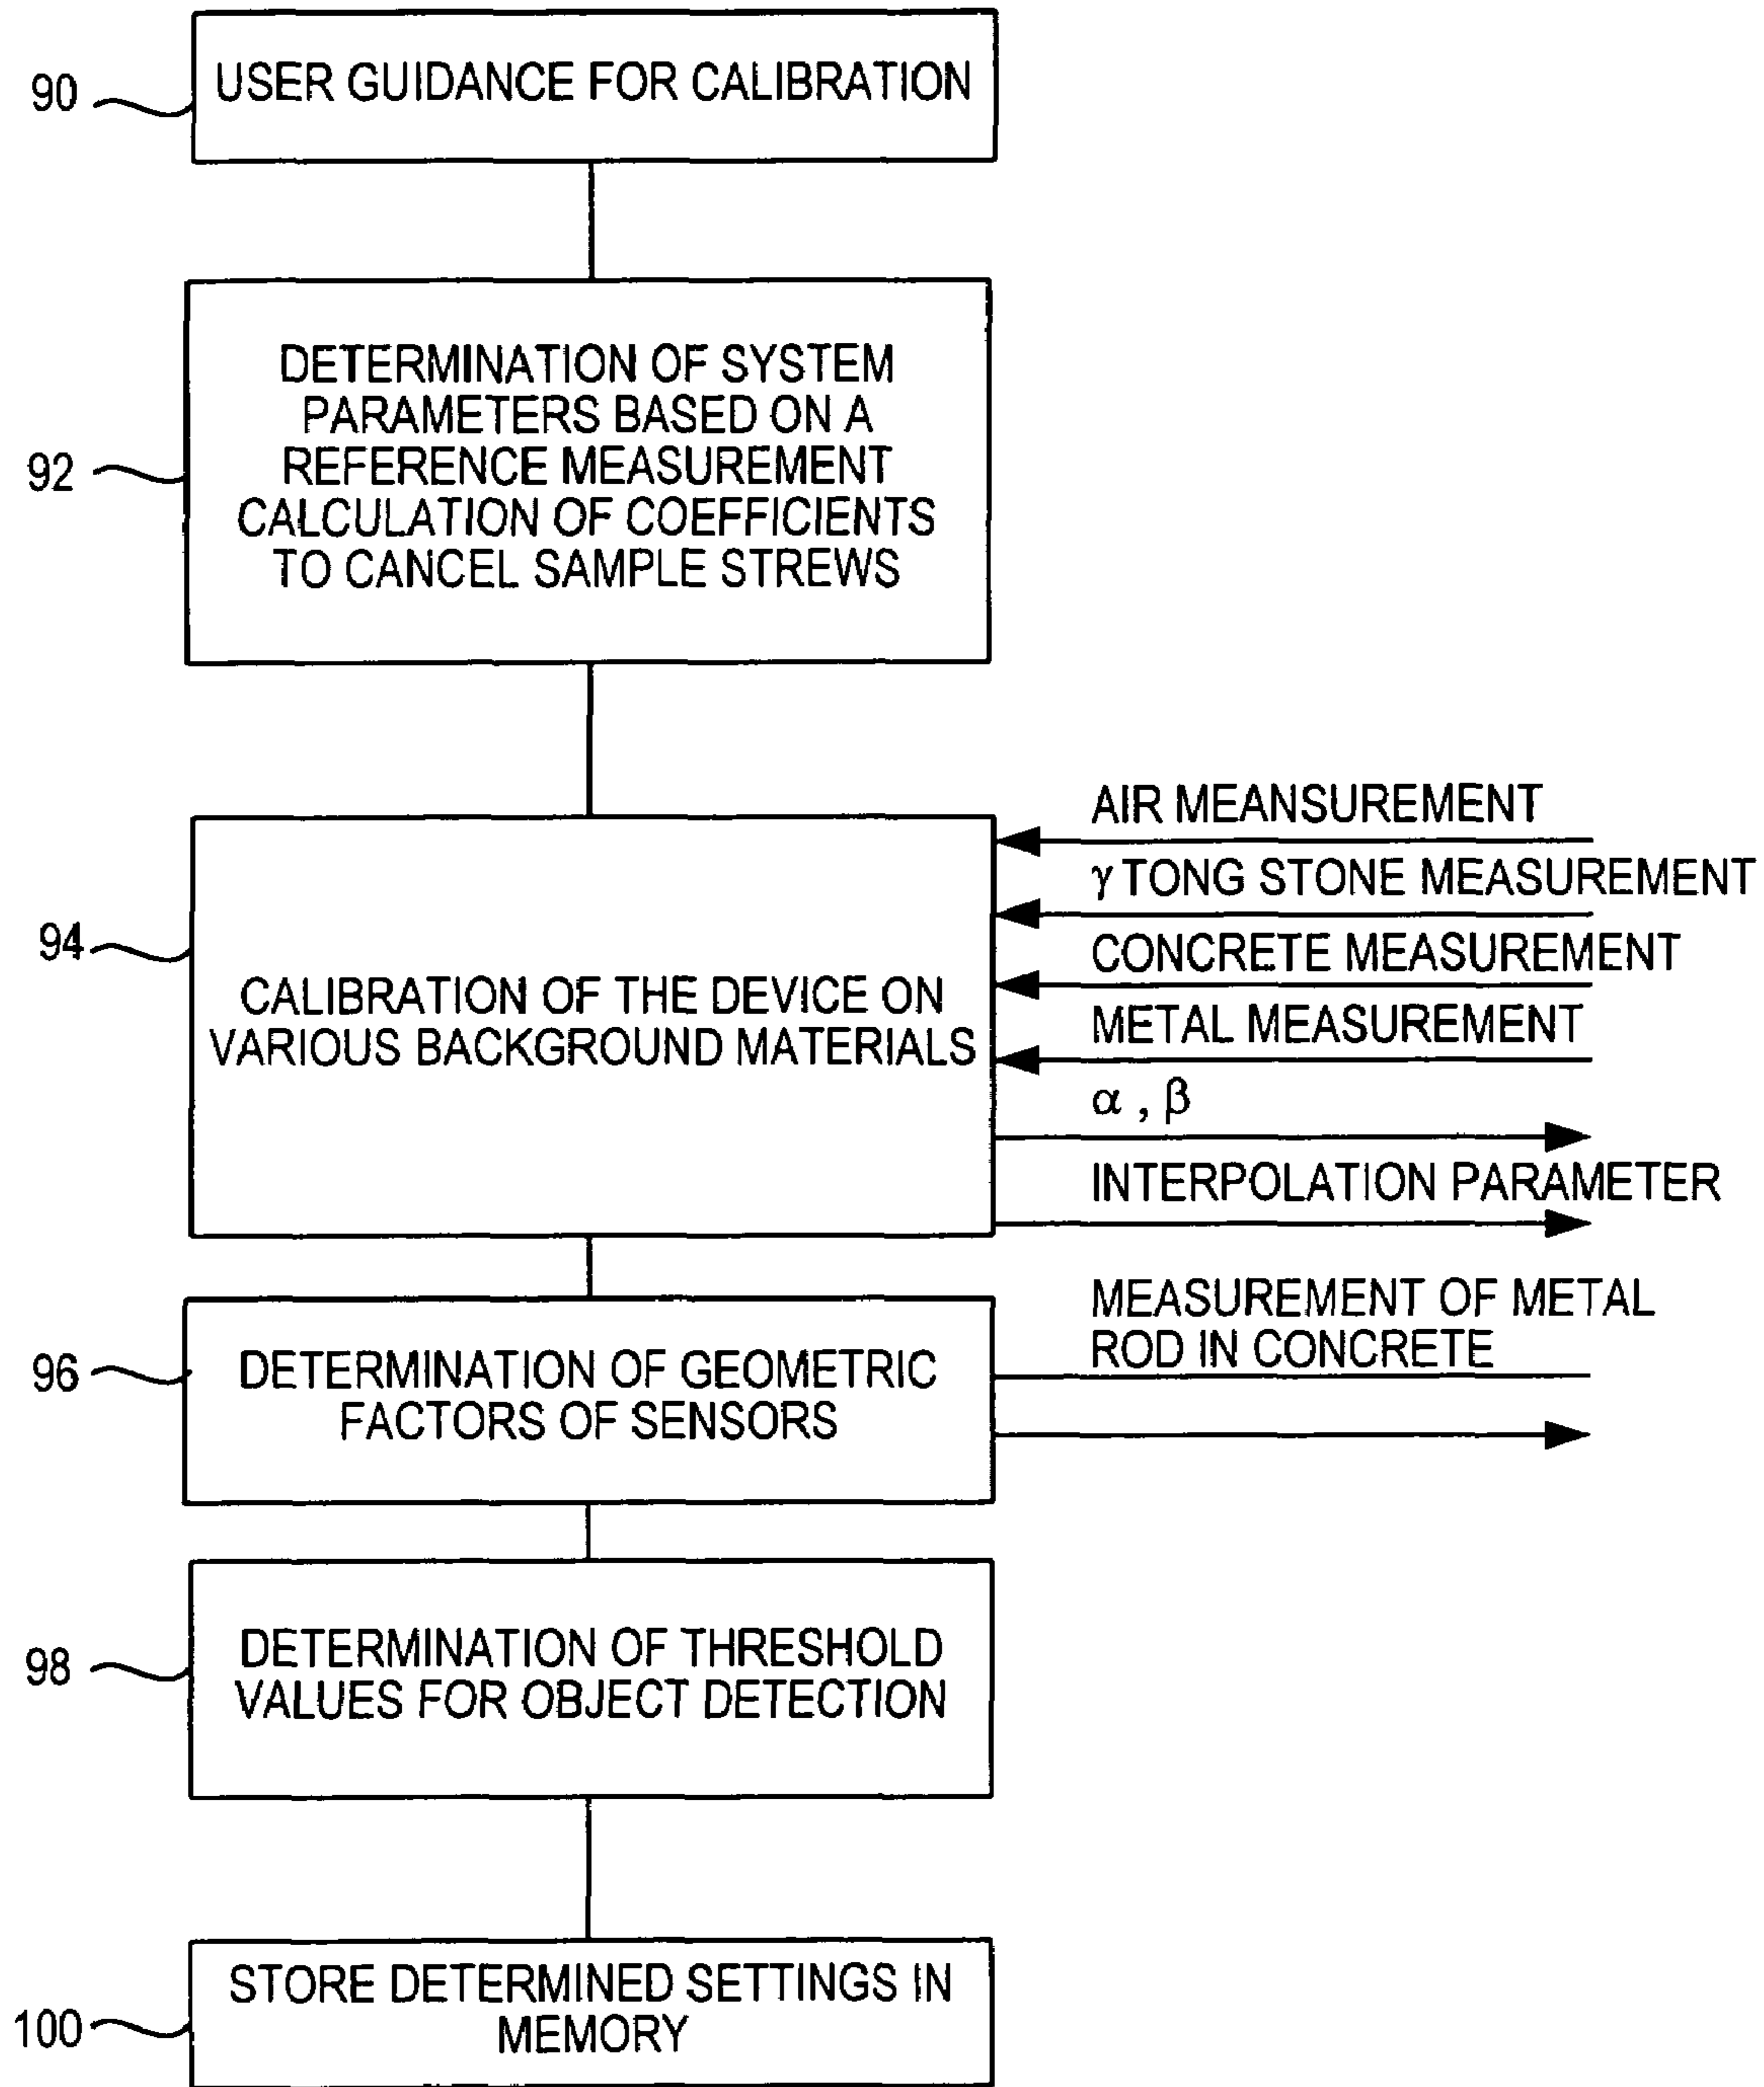 90
USER GUIDANCE FOR CALIBRATION
92
DETERMINATION OF SYSTEM
PARAMETERS BASED ON A
REFERENCE MEASUREMENT
CALCULATION OF COEFFICIENTS
TO CANCEL SAMPLE STREWS
94
CALIBRATION OF THE DEVICE ON
VARIOUS BACKGROUND MATERIALS
AIR MEANSUREMENT
γ TONG STONE MEASUREMENT
CONCRETE MEASUREMENT
METAL MEASUREMENT
α , β
INTERPOLATION PARAMETER
96
DETERMINATION OF GEOMETRIC
FACTORS OF SENSORS
MEASUREMENT OF METAL
ROD IN CONCRETE
98
DETERMINATION OF THRESHOLD
VALUES FOR OBJECT DETECTION
100
STORE DETERMINED SETTINGS IN
MEMORY